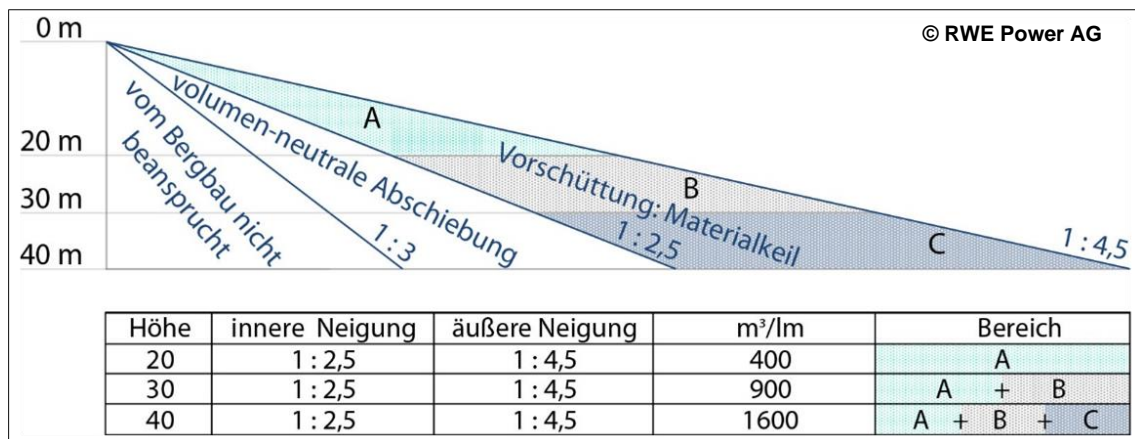 0 m
© RWE Power AG
20 m
30 m
40 m
vom Bergbau nicht
beansprucht
volumen-neutrale Abschiebung
1 : 3
A
Vorschüttung: Materialkeil
B
1 : 2,5
C
1 : 4,5
Höhe innere Neigung äußere Neigung m³/lm Bereich
20 1 : 2,5 1 : 4,5 400 A
30 1 : 2,5 1 : 4,5 900 A + B
40 1 : 2,5 1 : 4,5 1600 A + B + C